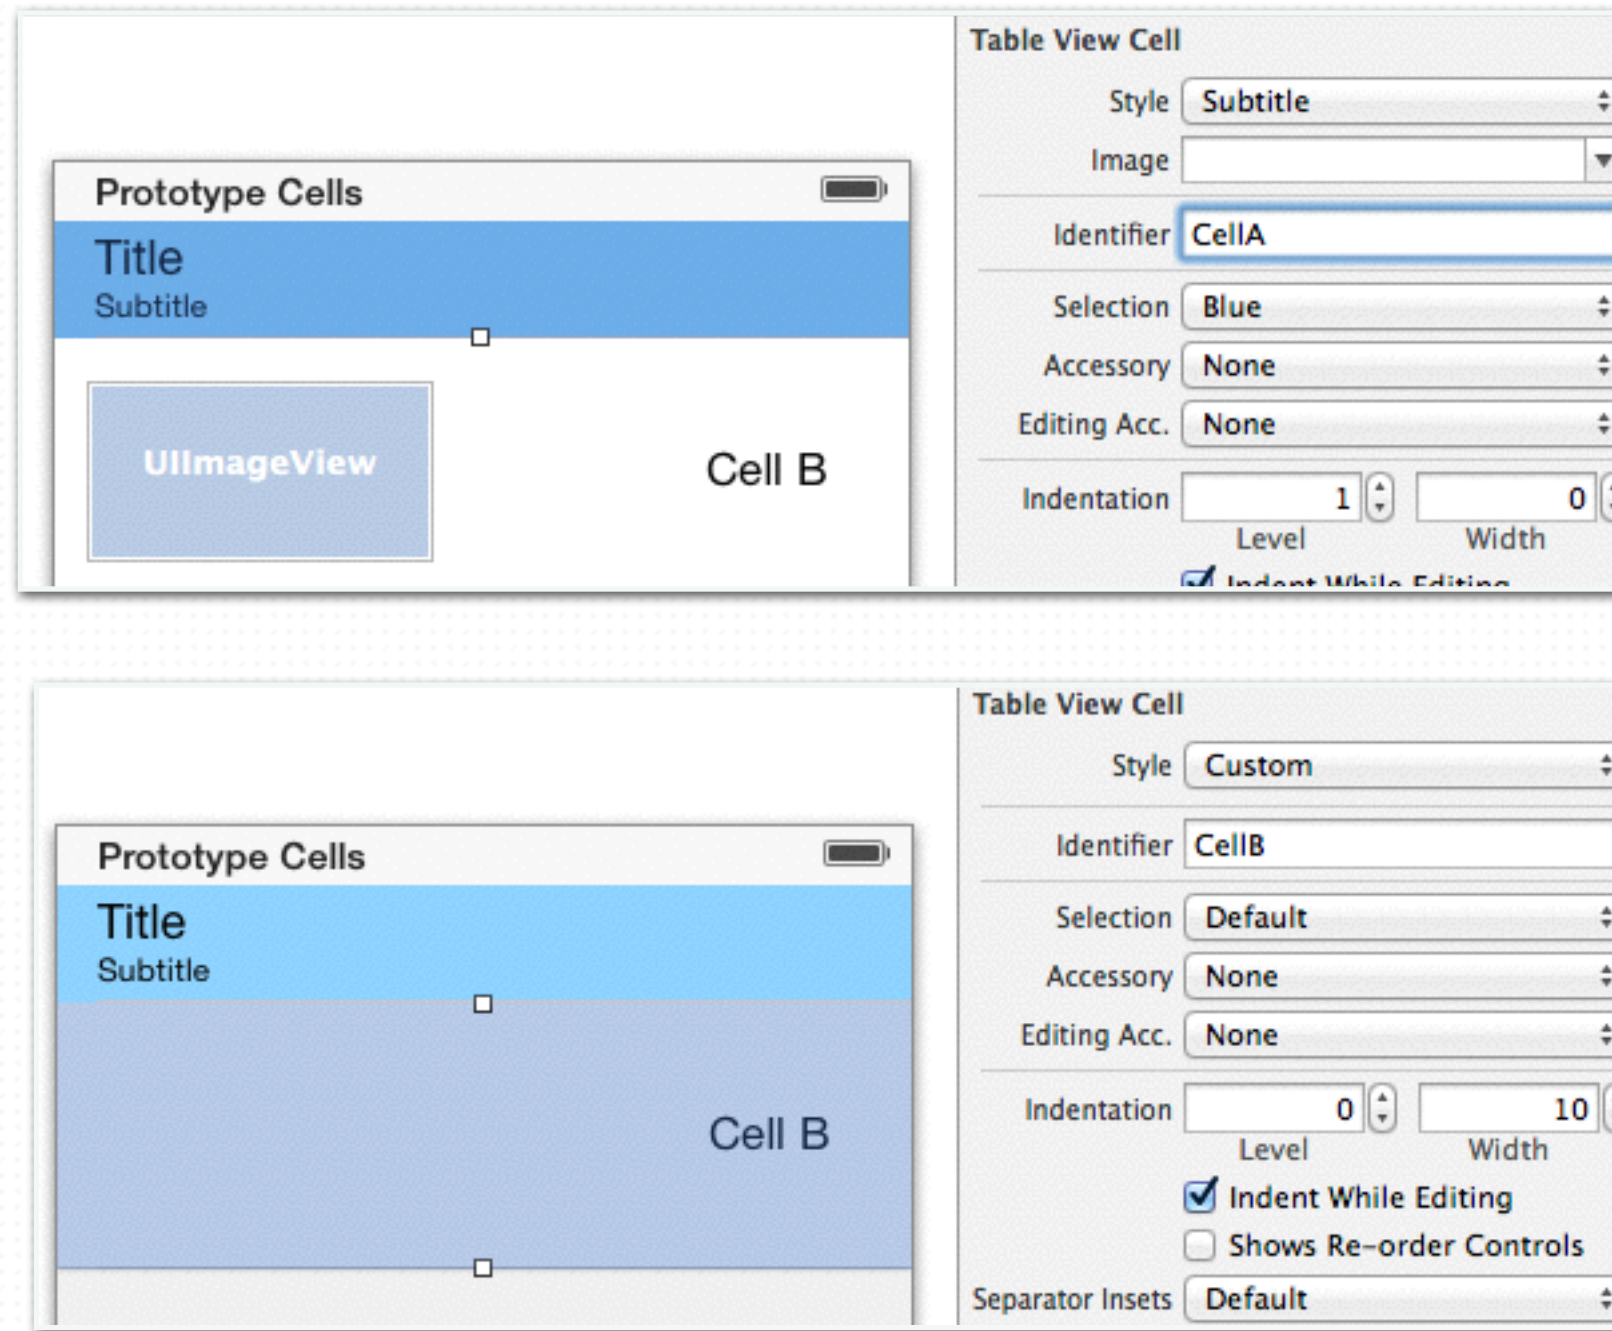 Table View Cell
Style Subtitle
Image
Prototype Cells
Title
Subtitle
Identifier CellA
Selection Blue
Accessory None
Editing Acc. None
UIImageView
Cell B
Indentation 1 0
Level Width
Indent While Editing
Table View Cell
Style Custom
Prototype Cells
Title
Subtitle
Identifier CellB
Selection Default
Accessory None
Editing Acc. None
Cell B
Indentation 0 10
Level Width
Indent While Editing
Shows Re-order Controls
Separator Insets Default